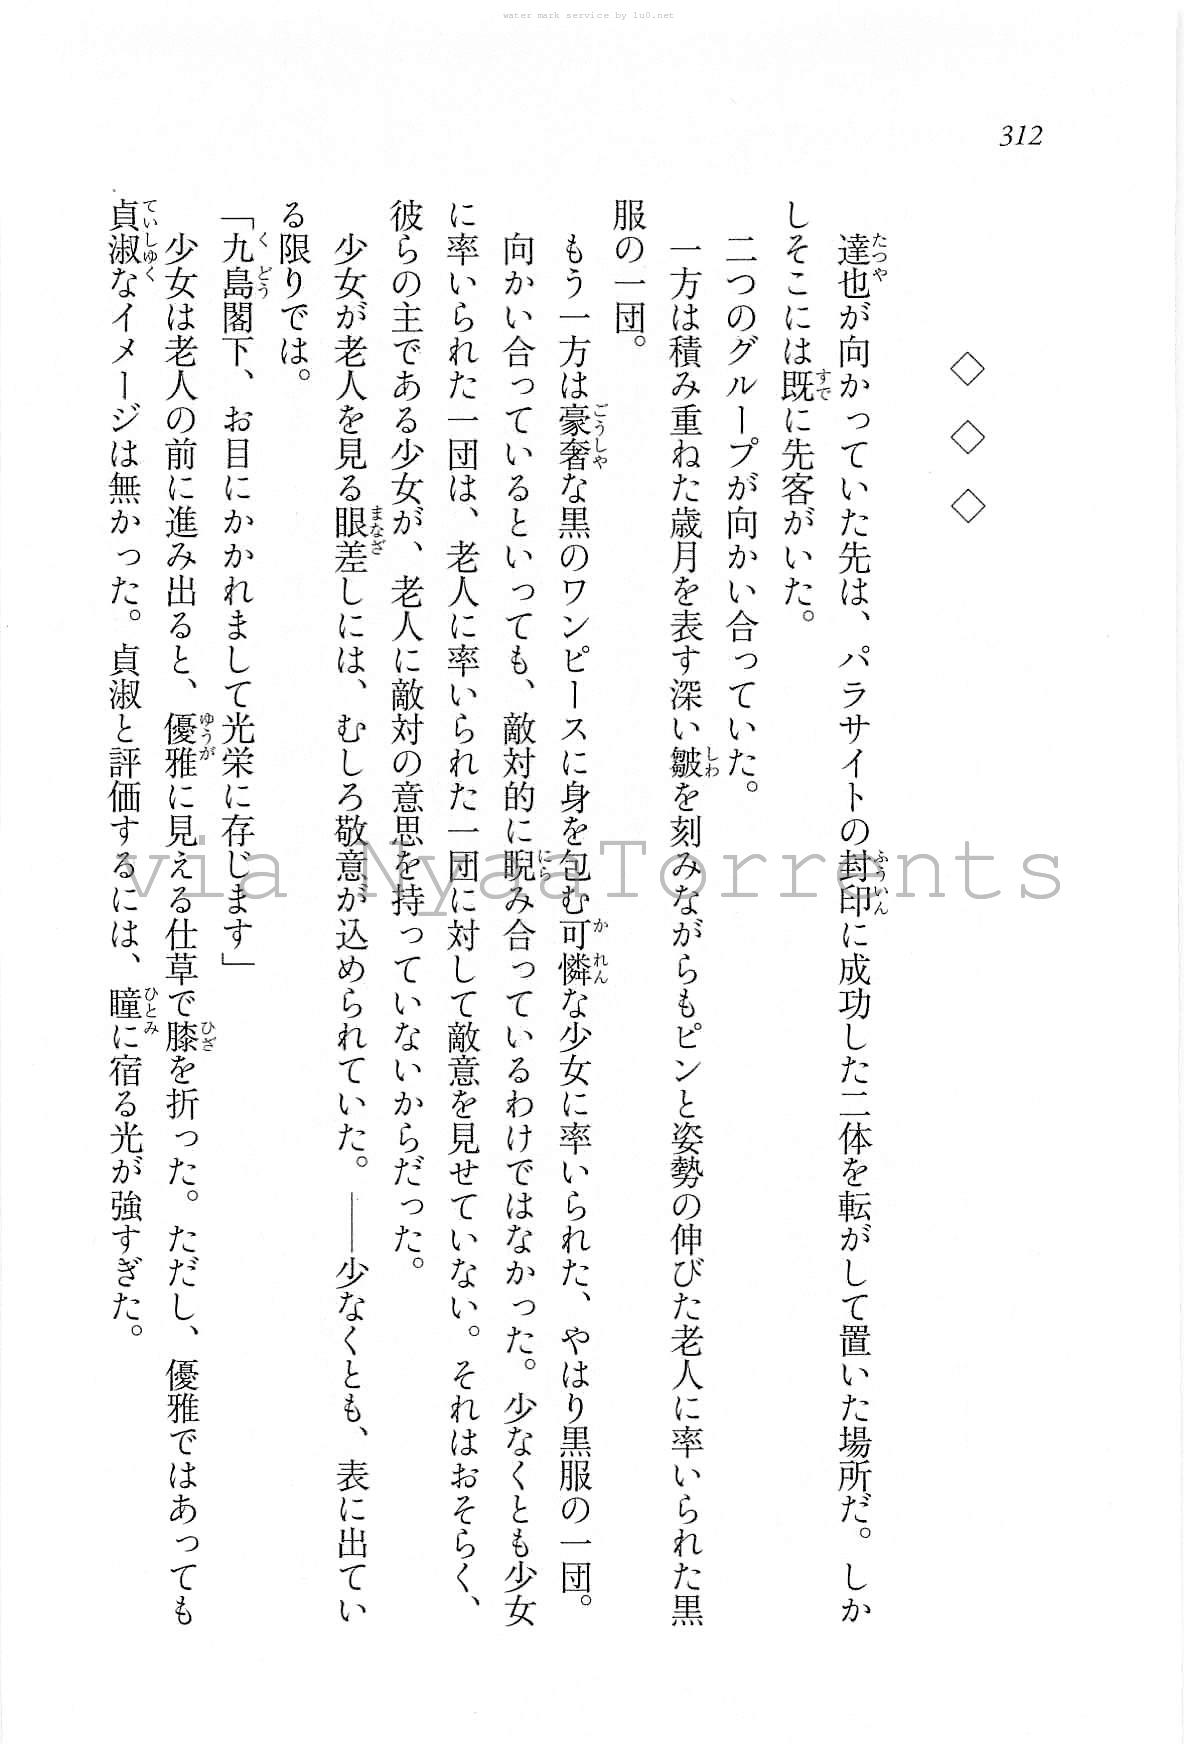 water mark service by lu0.net
312
◇ ◇ ◇
達也が向かっていた先は、パラサイトの封印に成功した二体を転がして置いた場所だ。しか
しそこには既に先客がいた。
二つのグループが向かい合っていた。
一方は積み重ねた歳月を表す深い皺を刻みながらもピンと姿勢の伸びた老人に率いられた黒
服の一団。
もう一方は豪奢な黒のワンピースに身を包む可憐な少女に率いられた、やはり黒服の一団。
向かい合っているといっても、敵対的に睨み合っているわけではなかった。少なくとも少女
に率いられた一団は、老人に率いられた一団に対して敵意を見せていない。それはおそらく、
彼らの主である少女が、老人に敵対の意思を持っていないからだった。
少女が老人を見る眼差しには、むしろ敬意が込められていた。――少なくとも、表に出てい
る限りでは。
「九島閣下、お目にかかれまして光栄に存じます」
少女は老人の前に進み出ると、優雅に見える仕草で膝を折った。ただし、優雅ではあっても
貞淑なイメージは無かった。貞淑と評価するには、瞳に宿る光が強すぎた。
via NyaaTorrents